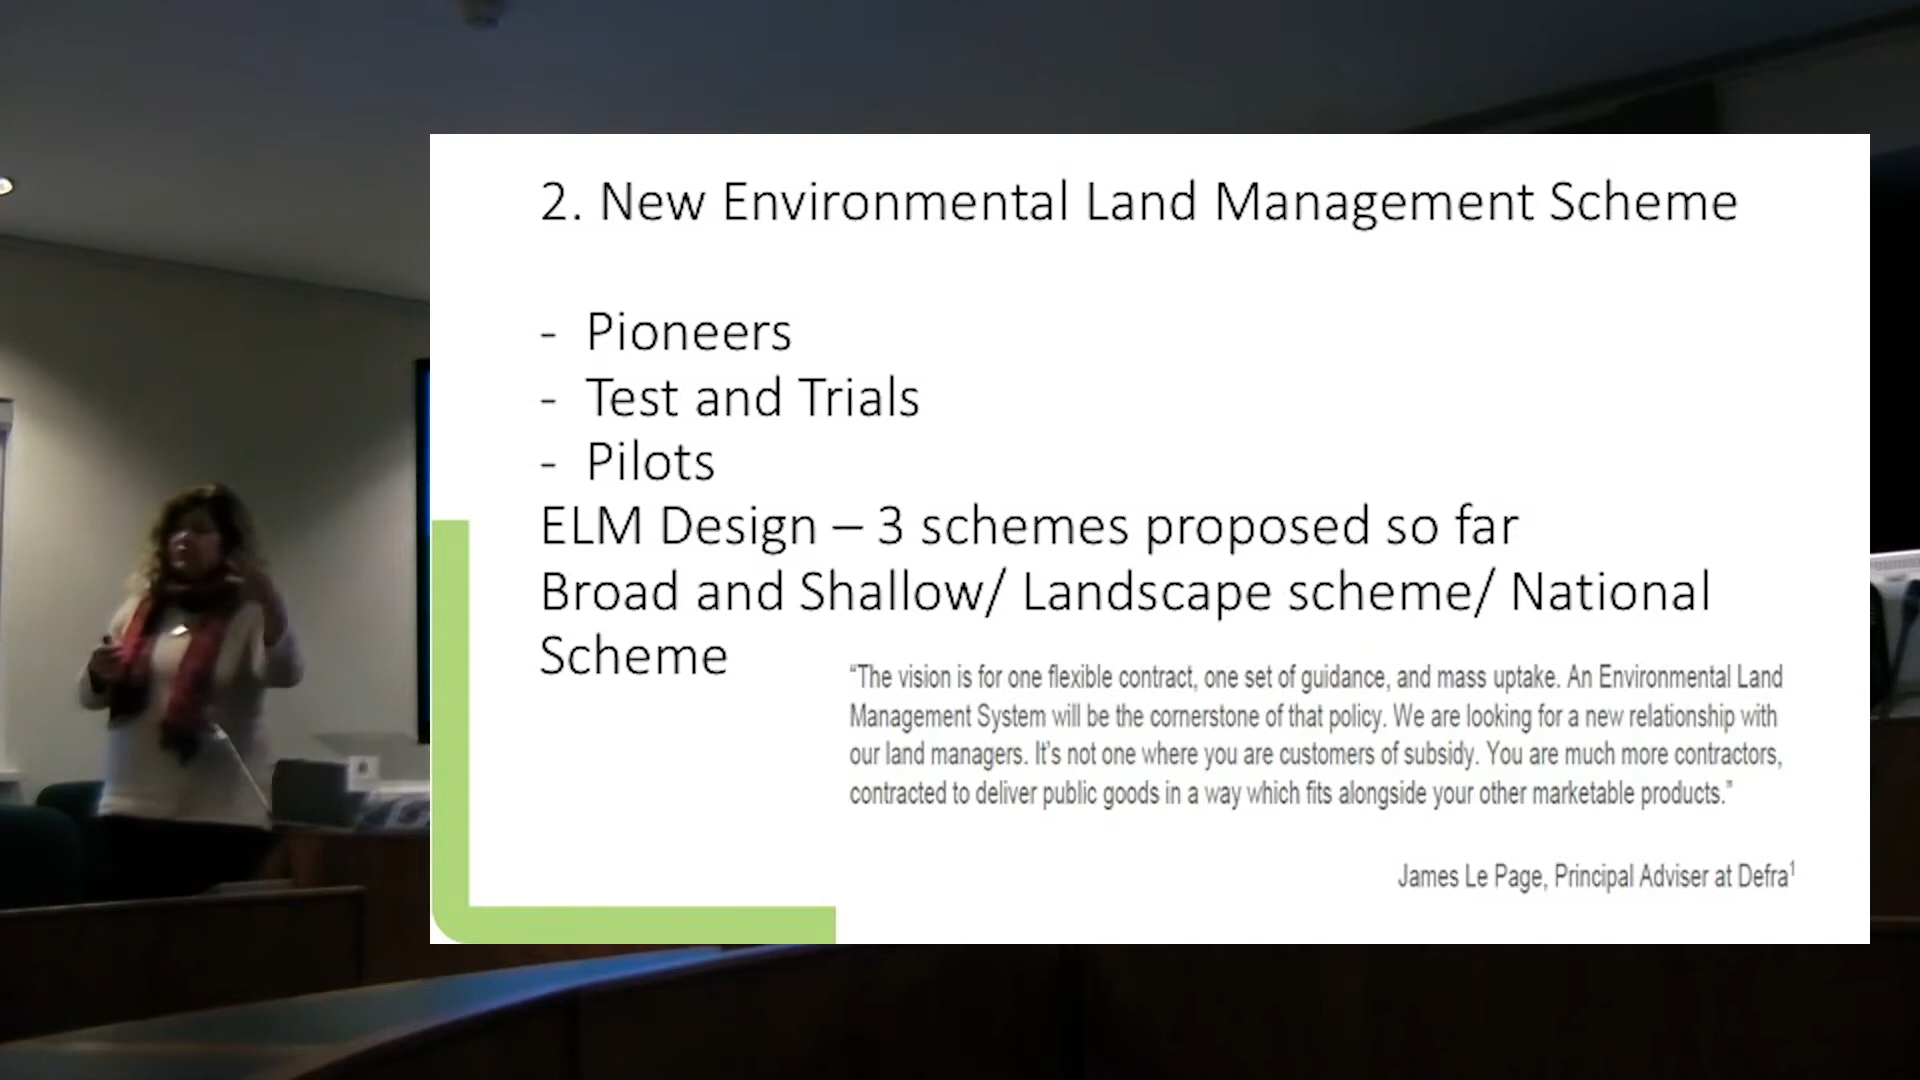 2. New Environmental Land Management Scheme
- Pioneers
- Test and Trials
- Pilots
ELM Design – 3 schemes proposed so far
Broad and Shallow/ Landscape scheme/ National
Scheme
“The vision is for one flexible contract, one set of guidance, and mass uptake. An Environmental Land
Management System will be the cornerstone of that policy. We are looking for a new relationship with
our land managers. It's not one where you are customers of subsidy. You are much more contractors,
contracted to deliver public goods in a way which fits alongside your other marketable products.”
James Le Page, Principal Adviser at Defra¹